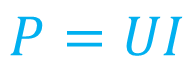 P = UI